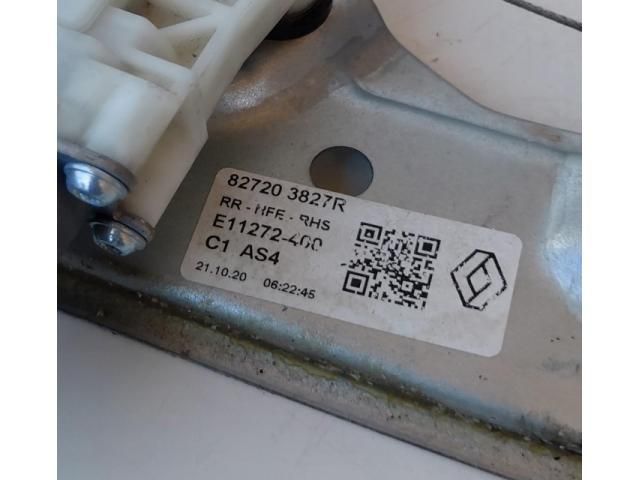 82720 3827R
RR - HFE - RHS
E11272-400
C1 AS4
21.10.20 06:22:45